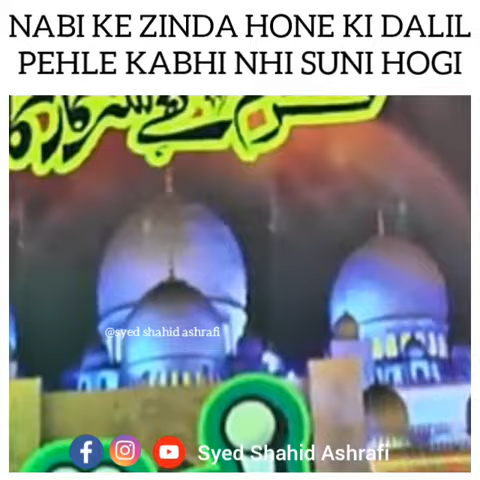 NABI KE ZINDA HONE KI DALIL
PEHLE KABHI NHI SUNI HOGI
@syed shahid ashrafi
Syed Shahid Ashrafi